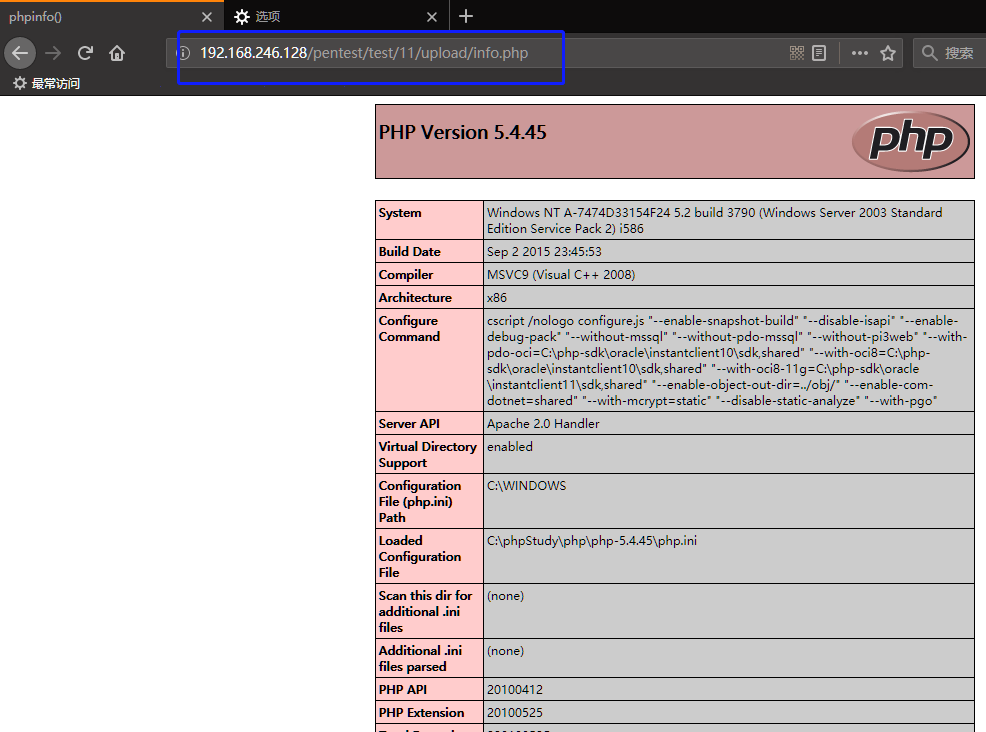 phpinfo()
选项
192.168.246.128/pentest/test/11/upload/info.php
搜索
最常访问
PHP Version 5.4.45
php
System
Windows NT A-7474D33154F24 5.2 build 3790 (Windows Server 2003 Standard
Edition Service Pack 2) i586
Build Date
Sep 2 2015 23:45:53
Compiler
MSVC9 (Visual C++ 2008)
Architecture
x86
Configure
Command
cscript /nologo configure.js "--enable-snapshot-build" "--disable-isapi" "--enable-
debug-pack" "--without-mssql" "--without-pdo-mssql" "--without-pi3web" "--with-
pdo-oci=C:\php-sdk\oracle\instantclient10\sdk,shared" "--with-oci8=C:\php-
sdk\oracle\instantclient10\sdk,shared" "--with-oci8-11g=C:\php-sdk\oracle
\instantclient11\sdk,shared" "--enable-object-out-dir=../obj/" "--enable-com-
dotnet=shared" "--with-mcrypt=static" "--disable-static-analyze" "--with-pgo"
Server API
Apache 2.0 Handler
Virtual Directory
Support
enabled
Configuration
File (php.ini)
Path
C:\WINDOWS
Loaded
Configuration
File
C:\phpStudy\php\php-5.4.45\php.ini
Scan this dir for
additional .ini
files
(none)
Additional .ini
files parsed
(none)
PHP API
20100412
PHP Extension
20100525